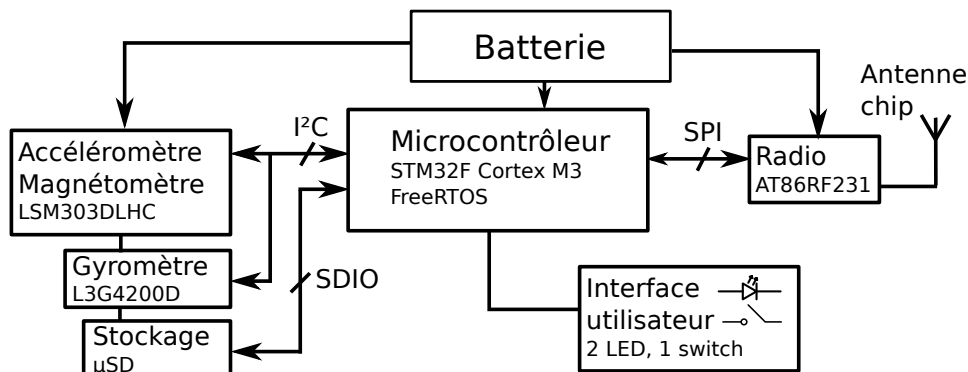 Batterie
Antenne
chip
I²C
Accéléromètre
Magnétomètre
LSM303DLHC
Microcontrôleur
STM32F Cortex M3
FreeRTOS
SPI
Radio
AT86RF231
Gyromètre
L3G4200D
SDIO
Interface
utilisateur
2 LED, 1 switch
Stockage
µSD